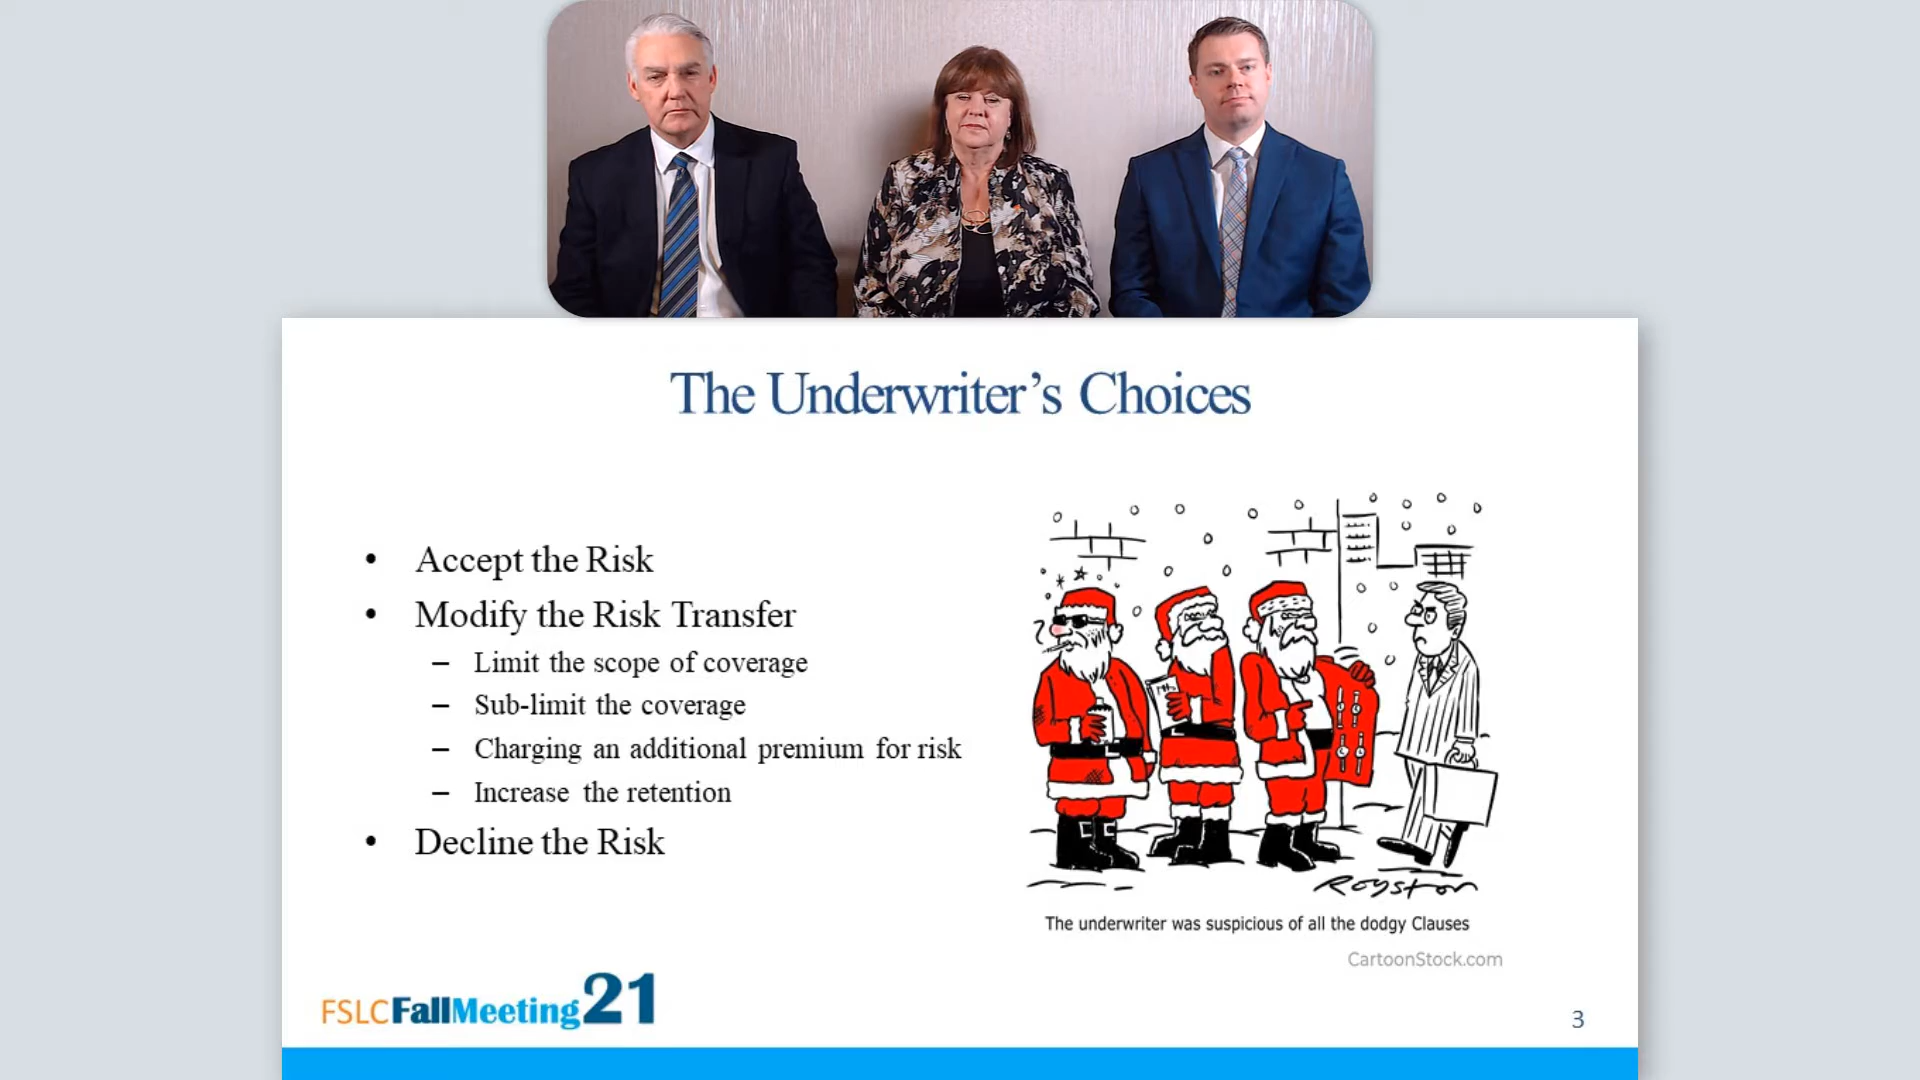 The Underwriter's Choices
• Accept the Risk
• Modify the Risk Transfer
– Limit the scope of coverage
– Sub-limit the coverage
– Charging an additional premium for risk
– Increase the retention
• Decline the Risk
Royston
The underwriter was suspicious of all the dodgy Clauses
CartoonStock.com
FSLCFallMeeting21
3